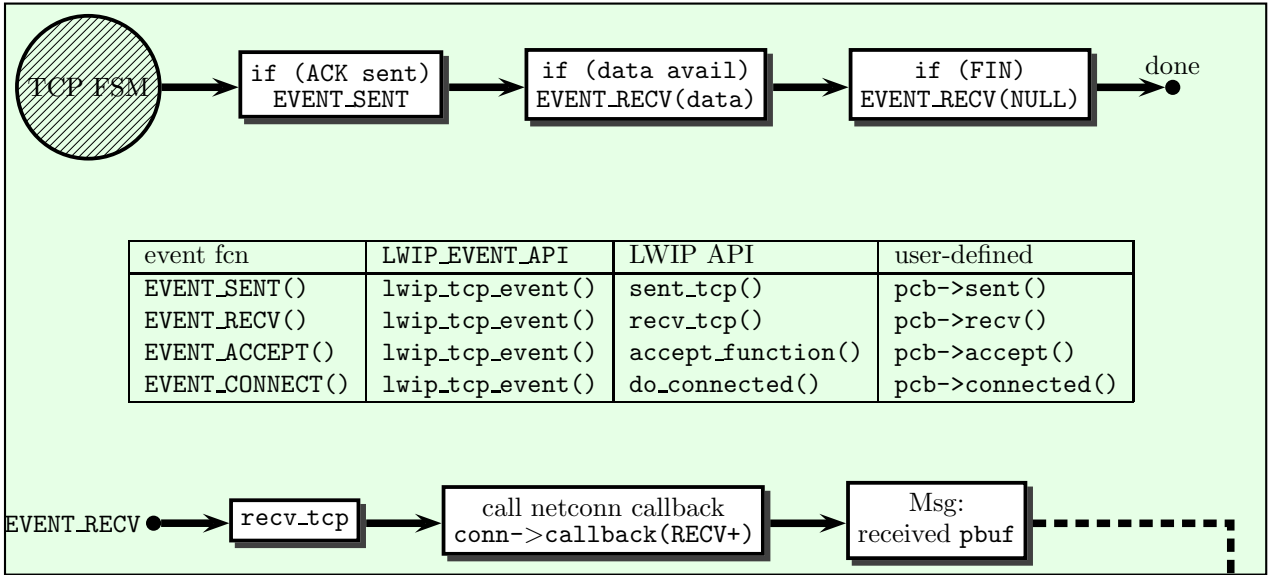 TCP FSM
if (ACK sent)
EVENT_SENT
if (data avail)
EVENT_RECV(data)
if (FIN)
EVENT_RECV(NULL)
done
event fcn LWIP_EVENT_API LWIP API user-defined
EVENT_SENT() lwip_tcp_event() sent_tcp() pcb->sent()
EVENT_RECV() lwip_tcp_event() recv_tcp() pcb->recv()
EVENT_ACCEPT() lwip_tcp_event() accept_function() pcb->accept()
EVENT_CONNECT() lwip_tcp_event() do_connected() pcb->connected()
EVENT_RECV
recv_tcp
call netconn callback
conn->callback(RECV+)
Msg:
received pbuf